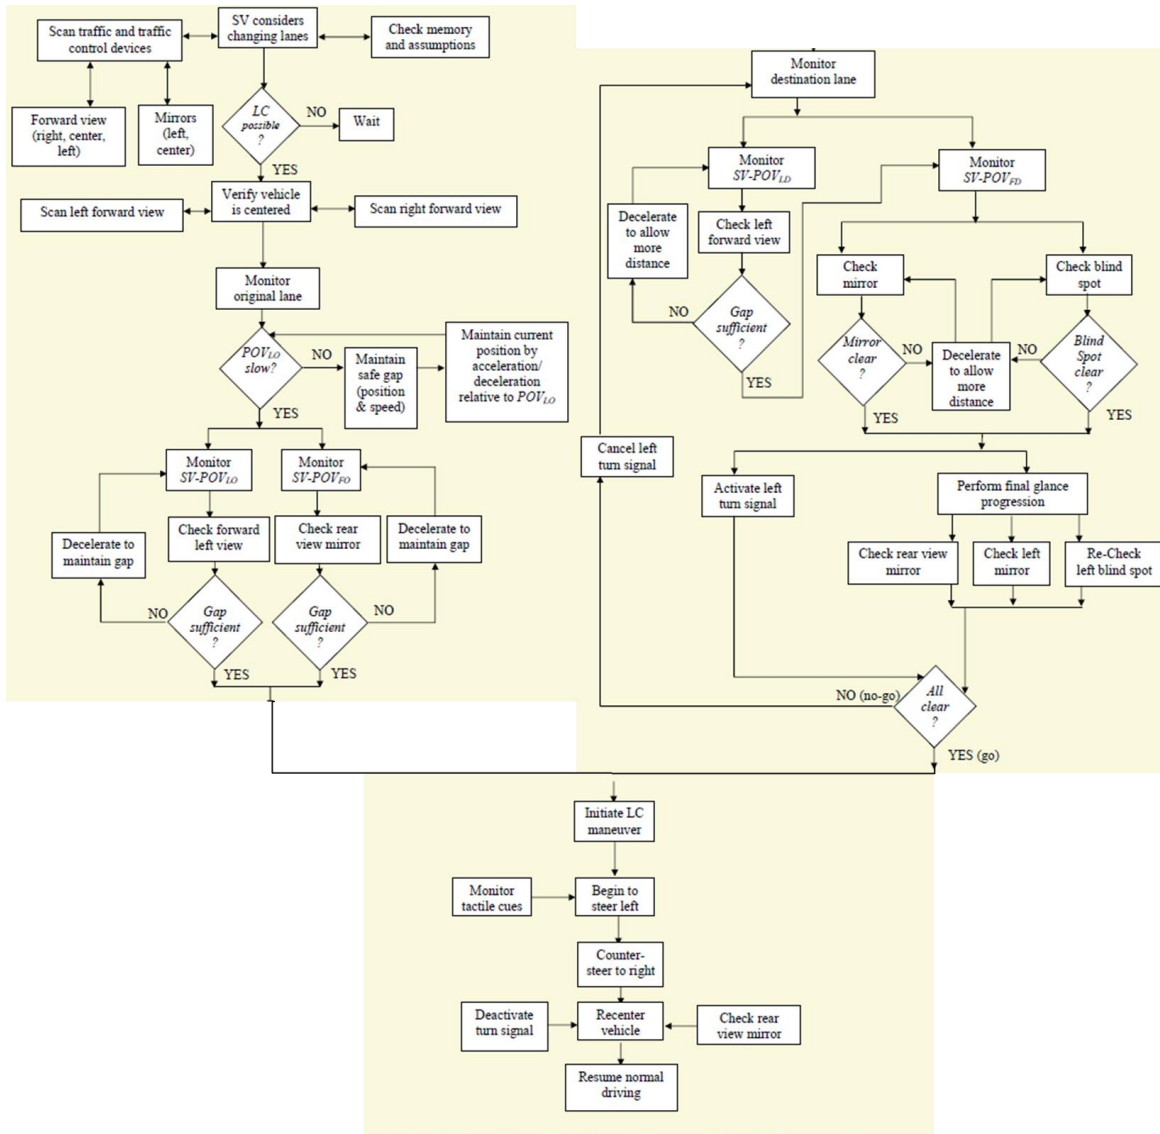 SV considers
changing lanes
Scan traffic and traffic
control devices
Check memory
and assumptions
Forward view
(right, center,
left)
Mirrors
(left,
center)
LC
possible
?
NO
Wait
YES
Verify vehicle
is centered
Scan left forward view
Scan right forward view
Monitor
original lane
POVLO
slow?
NO
Maintain
safe gap
(position
& speed)
Maintain current
position by
acceleration/
deceleration
relative to POVLO
YES
Monitor
SV-POVLO
Monitor
SV-POVFO
Decelerate to
maintain gap
Check forward
left view
Check rear
view mirror
Decelerate to
maintain gap
NO
Gap
sufficient
?
Gap
sufficient
?
NO
YES
YES
Monitor
destination lane
Monitor
SV-POVLD
Monitor
SV-POVFD
Decelerate
to allow
more
distance
Check left
forward view
NO
Gap
sufficient
?
YES
Check
mirror
Check blind
spot
Mirror
clear
?
NO
Decelerate
to allow
more
distance
NO
Blind
Spot
clear
?
YES
YES
Cancel left
turn signal
Activate left
turn signal
Perform final glance
progression
Check rear view
mirror
Check left
mirror
Re-Check
left blind spot
NO (no-go)
All
clear
?
YES (go)
Initiate LC
maneuver
Monitor
tactile cues
Begin to
steer left
Counter-
steer to right
Deactivate
turn signal
Recenter
vehicle
Check rear
view mirror
Resume normal
driving